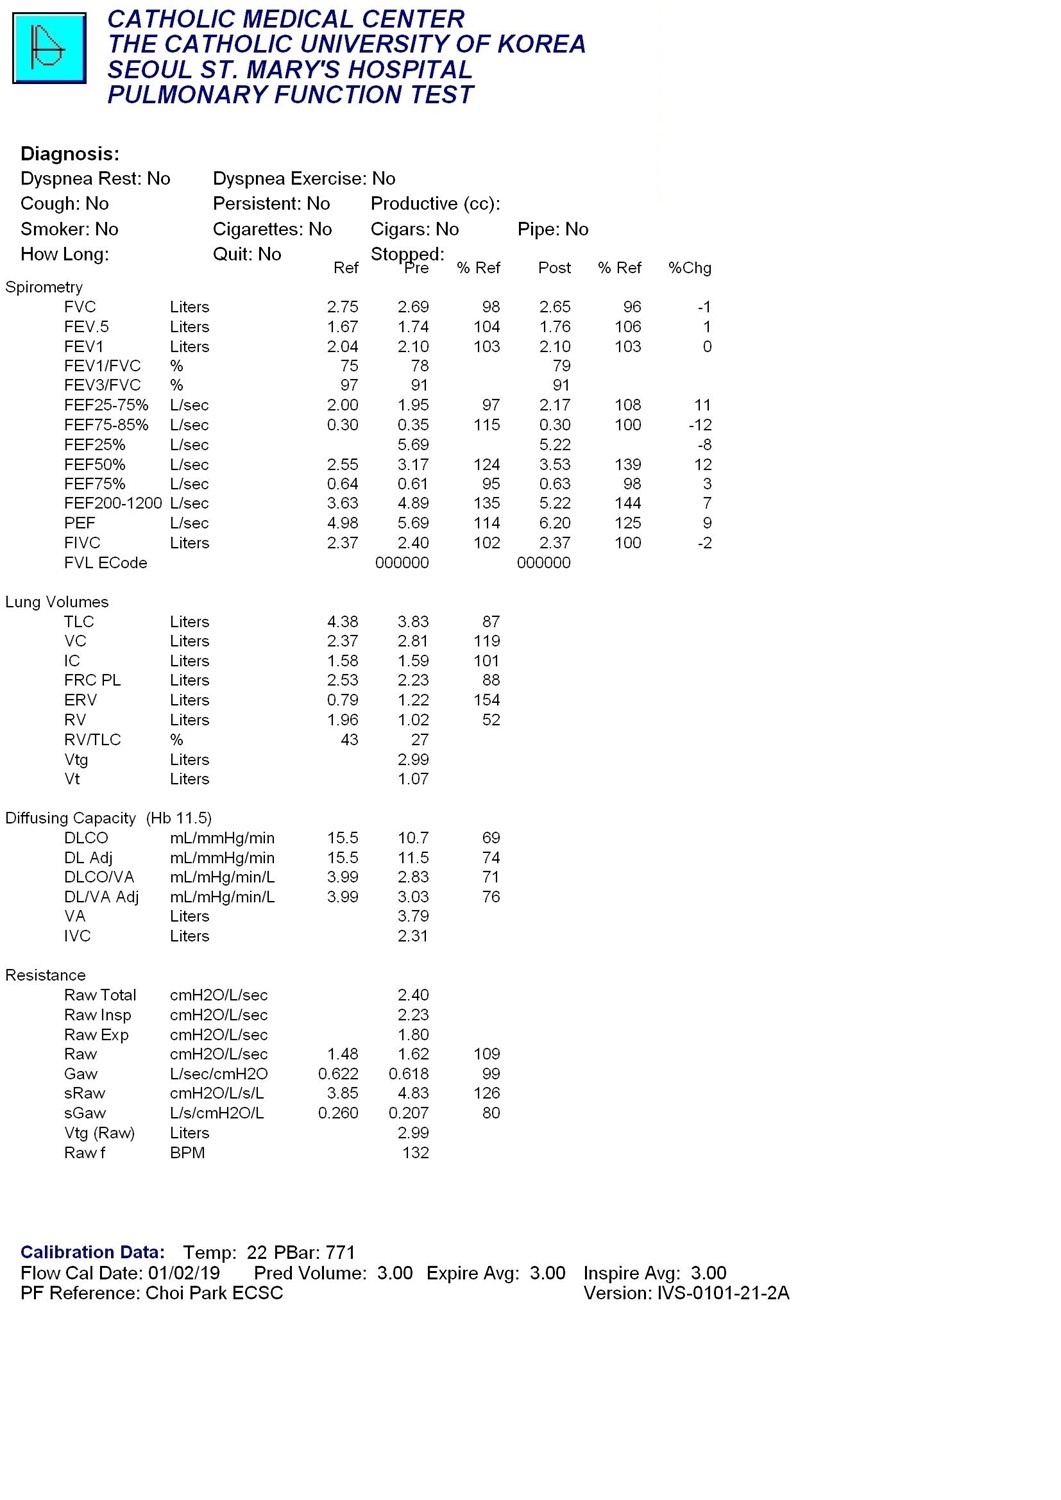 CATHOLIC MEDICAL CENTER
THE CATHOLIC UNIVERSITY OF KOREA
SEOUL ST. MARY'S HOSPITAL
PULMONARY FUNCTION TEST
Diagnosis:
Dyspnea Rest: No Dyspnea Exercise: No
Cough: No Persistent: No Productive (cc):
Smoker: No Cigarettes: No Cigars: No Pipe: No
How Long: Quit: No Stopped:
Ref Pre % Ref Post % Ref %Chg
Spirometry
FVC Liters 2.75 2.69 98 2.65 96 -1
FEV.5 Liters 1.67 1.74 104 1.76 106 1
FEV1 Liters 2.04 2.10 103 2.10 103 0
FEV1/FVC % 75 78 79
FEV3/FVC % 97 91 91
FEF25-75% L/sec 2.00 1.95 97 2.17 108 11
FEF75-85% L/sec 0.30 0.35 115 0.30 100 -12
FEF25% L/sec 5.69 5.22 -8
FEF50% L/sec 2.55 3.17 124 3.53 139 12
FEF75% L/sec 0.64 0.61 95 0.63 98 3
FEF200-1200 L/sec 3.63 4.89 135 5.22 144 7
PEF L/sec 4.98 5.69 114 6.20 125 9
FIVC Liters 2.37 2.40 102 2.37 100 -2
FVL ECode 000000 000000
Lung Volumes
TLC Liters 4.38 3.83 87
VC Liters 2.37 2.81 119
IC Liters 1.58 1.59 101
FRC PL Liters 2.53 2.23 88
ERV Liters 0.79 1.22 154
RV Liters 1.96 1.02 52
RV/TLC % 43 27
Vtg Liters 2.99
Vt Liters 1.07
Diffusing Capacity (Hb 11.5)
DLCO mL/mmHg/min 15.5 10.7 69
DL Adj mL/mmHg/min 15.5 11.5 74
DLCO/VA mL/mHg/min/L 3.99 2.83 71
DL/VA Adj mL/mHg/min/L 3.99 3.03 76
VA Liters 3.79
IVC Liters 2.31
Resistance
Raw Total cmH2O/L/sec 2.40
Raw Insp cmH2O/L/sec 2.23
Raw Exp cmH2O/L/sec 1.80
Raw cmH2O/L/sec 1.48 1.62 109
Gaw L/sec/cmH2O 0.622 0.618 99
sRaw cmH2O/L/s/L 3.85 4.83 126
sGaw L/s/cmH2O/L 0.260 0.207 80
Vtg (Raw) Liters 2.99
Raw f BPM 132
Calibration Data: Temp: 22 PBar: 771
Flow Cal Date: 01/02/19 Pred Volume: 3.00 Expire Avg: 3.00 Inspire Avg: 3.00
PF Reference: Choi Park ECSC Version: IVS-0101-21-2A